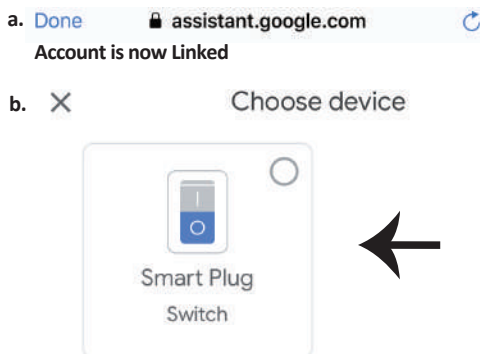 a. Done assistant.google.com
Account is now Linked
b. Choose device
Smart Plug
Switch